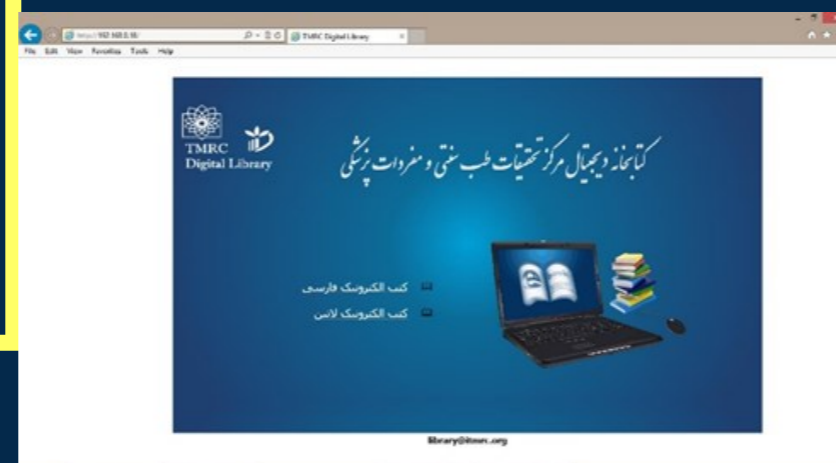 TMRC Digital Library
File Edit View Favorites Tools Help
TMRC
Digital Library
کتابخانه دیجیتال مرکز تحقیقات طب سنتی و مفردات پزشکی
کتب الکترونیک فارسی
کتب الکترونیک لاتین
library@itmrc.org